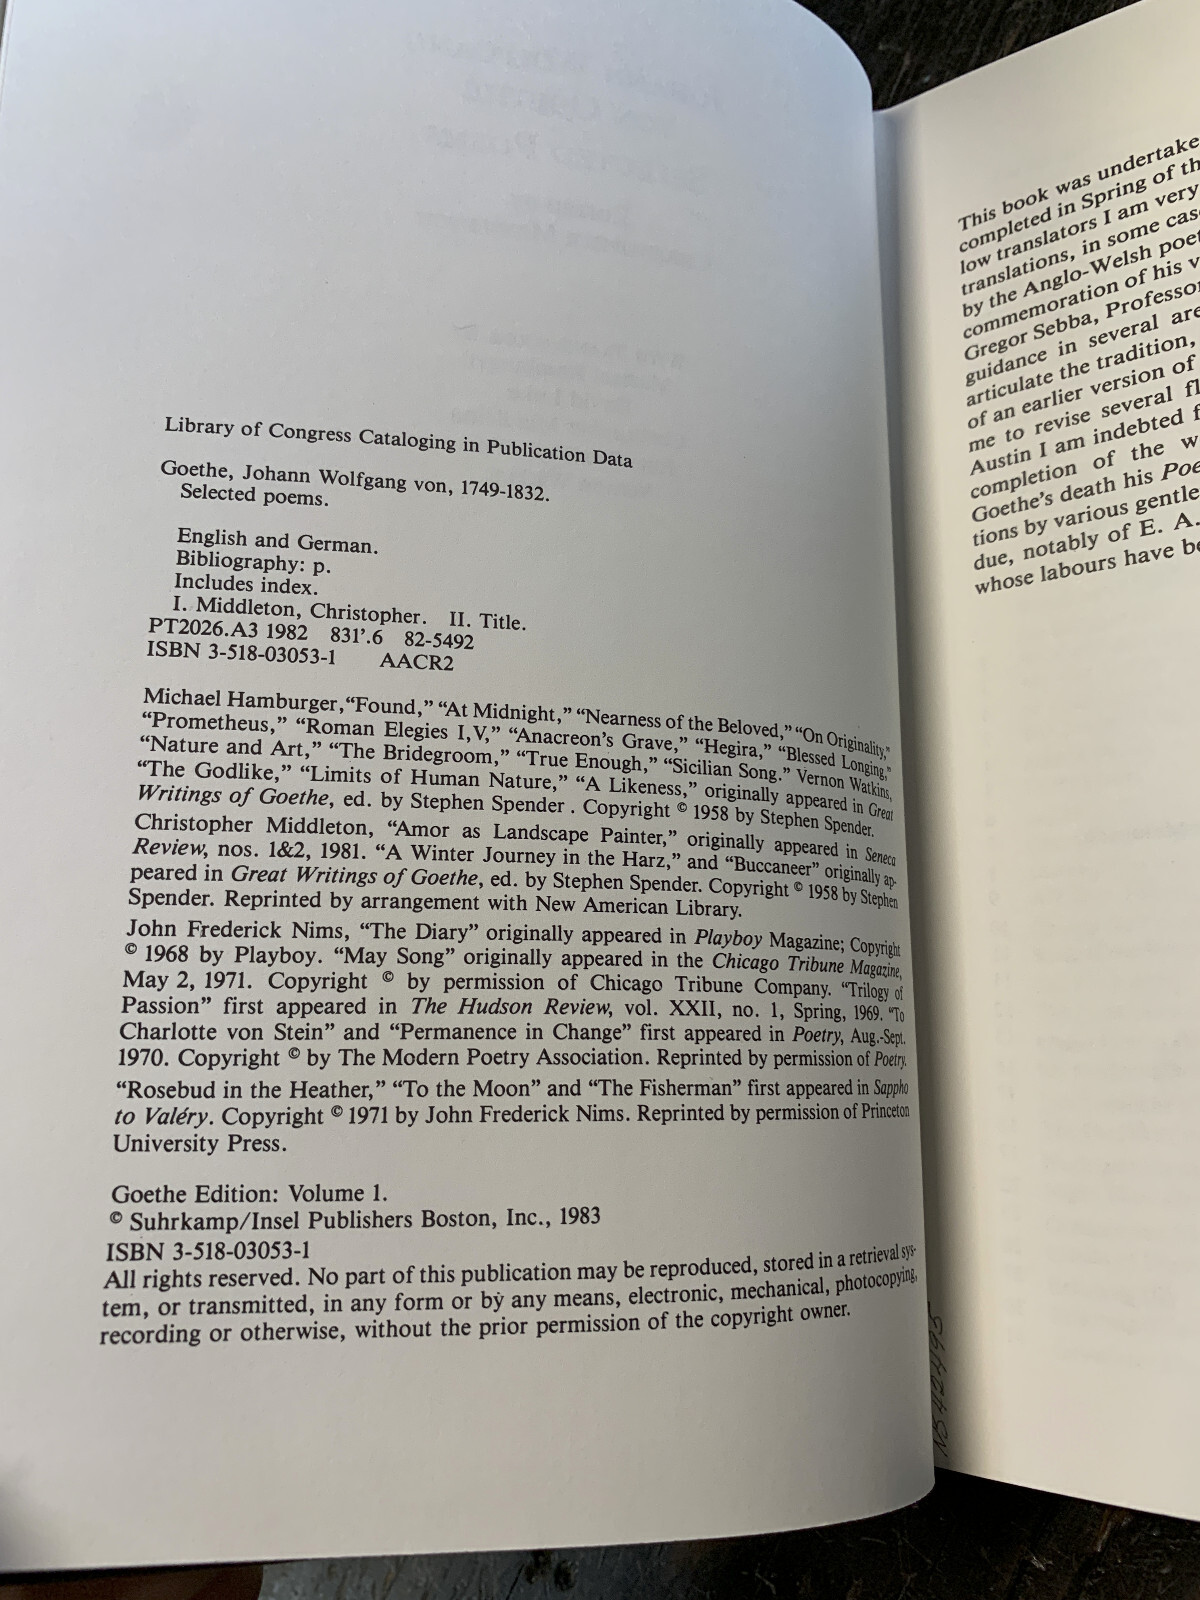 Library of Congress Cataloging in Publication Data
Goethe, Johann Wolfgang von, 1749-1832.
Selected poems.
English and German.
Bibliography: p.
Includes index.
I. Middleton, Christopher. II. Title.
PT2026.A3 1982 831'.6 82-5492
ISBN 3-518-03053-1 AACR2
Michael Hamburger,“Found,” “At Midnight,” “Nearness of the Beloved,” “On Originality,”
“Prometheus,” “Roman Elegies I,V,” “Anacreon’s Grave,” “Hegira,” “Blessed Longing,”
“Nature and Art,” “The Bridegroom,” “True Enough,” “Sicilian Song.” Vernon Watkins,
“The Godlike,” “Limits of Human Nature,” “A Likeness,” originally appeared in Great
Writings of Goethe, ed. by Stephen Spender . Copyright © 1958 by Stephen Spender.
Christopher Middleton, “Amor as Landscape Painter,” originally appeared in Seneca
Review, nos. 1&2, 1981. “A Winter Journey in the Harz,” and “Buccaneer” originally ap-
peared in Great Writings of Goethe, ed. by Stephen Spender. Copyright © 1958 by Stephen
Spender. Reprinted by arrangement with New American Library.
John Frederick Nims, “The Diary” originally appeared in Playboy Magazine; Copyright
© 1968 by Playboy. “May Song” originally appeared in the Chicago Tribune Magazine,
May 2, 1971. Copyright © by permission of Chicago Tribune Company. “Trilogy of
Passion” first appeared in The Hudson Review, vol. XXII, no. 1, Spring, 1969. “To
Charlotte von Stein” and “Permanence in Change” first appeared in Poetry, Aug.-Sept.
1970. Copyright © by The Modern Poetry Association. Reprinted by permission of Poetry.
“Rosebud in the Heather,” “To the Moon” and “The Fisherman” first appeared in Sappho
to Valéry. Copyright © 1971 by John Frederick Nims. Reprinted by permission of Princeton
University Press.
Goethe Edition: Volume 1.
© Suhrkamp/Insel Publishers Boston, Inc., 1983
ISBN 3-518-03053-1
All rights reserved. No part of this publication may be reproduced, stored in a retrieval sys-
tem, or transmitted, in any form or by any means, electronic, mechanical, photocopying,
recording or otherwise, without the prior permission of the copyright owner.
This book was undertake
completed in Spring of th
low translators I am very
translations, in some cas
by the Anglo-Welsh poet
commemoration of his v
Gregor Sebba, Professor
guidance in several are
articulate the tradition,
of an earlier version of
me to revise several fl
Austin I am indebted f
completion of the w
Goethe’s death his Poe
tions by various gentle
due, notably of E. A.
whose labours have be